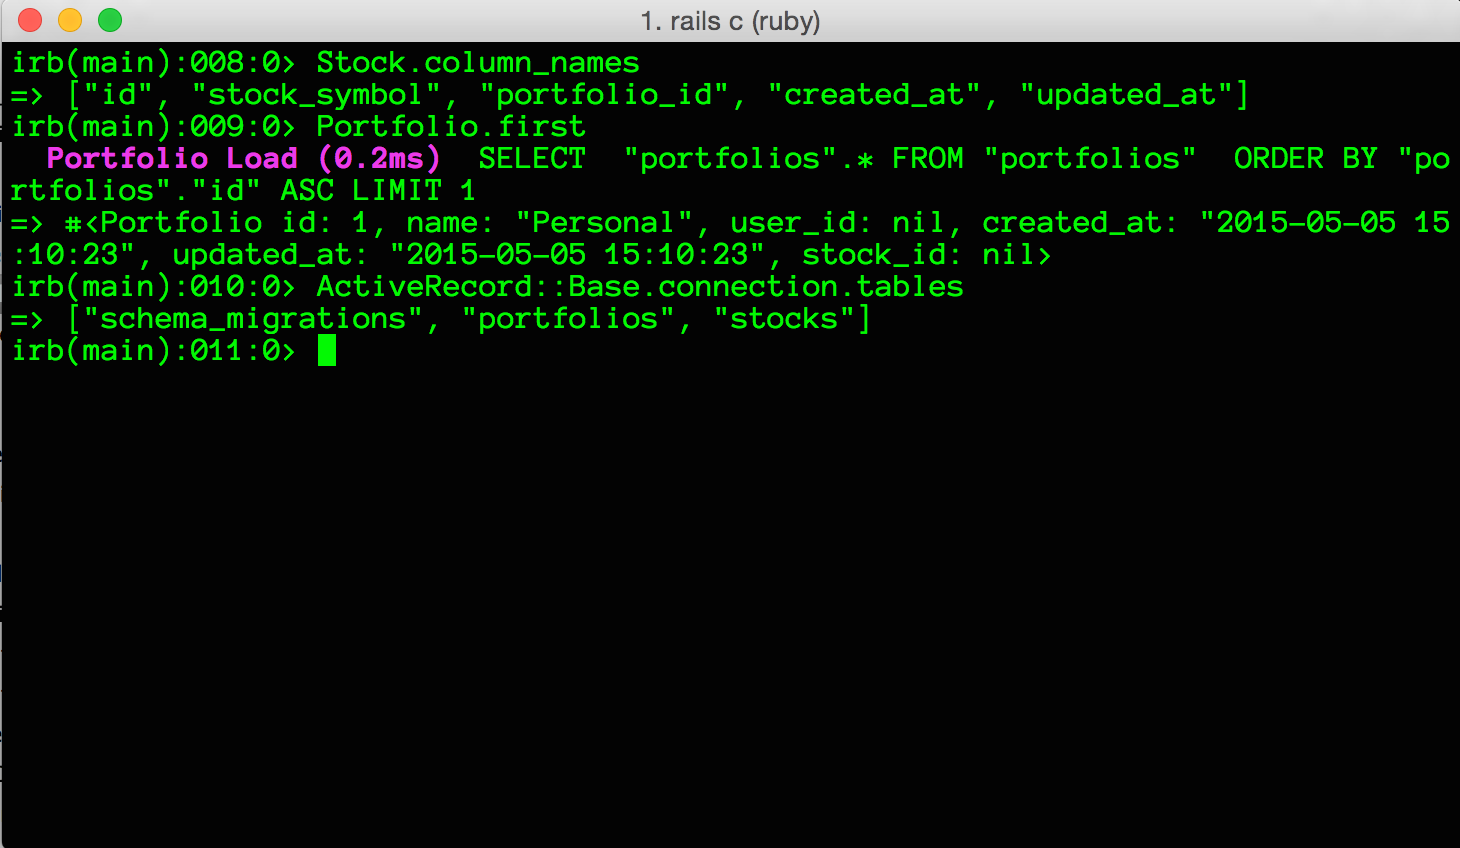 1. rails c (ruby)
irb(main):008:0> Stock.column_names
=> ["id", "stock_symbol", "portfolio_id", "created_at", "updated_at"]
irb(main):009:0> Portfolio.first
  Portfolio Load (0.2ms)  SELECT  "portfolios".* FROM "portfolios"  ORDER BY "po
rtfolios"."id" ASC LIMIT 1
=> #<Portfolio id: 1, name: "Personal", user_id: nil, created_at: "2015-05-05 15
:10:23", updated_at: "2015-05-05 15:10:23", stock_id: nil>
irb(main):010:0> ActiveRecord::Base.connection.tables
=> ["schema_migrations", "portfolios", "stocks"]
irb(main):011:0>